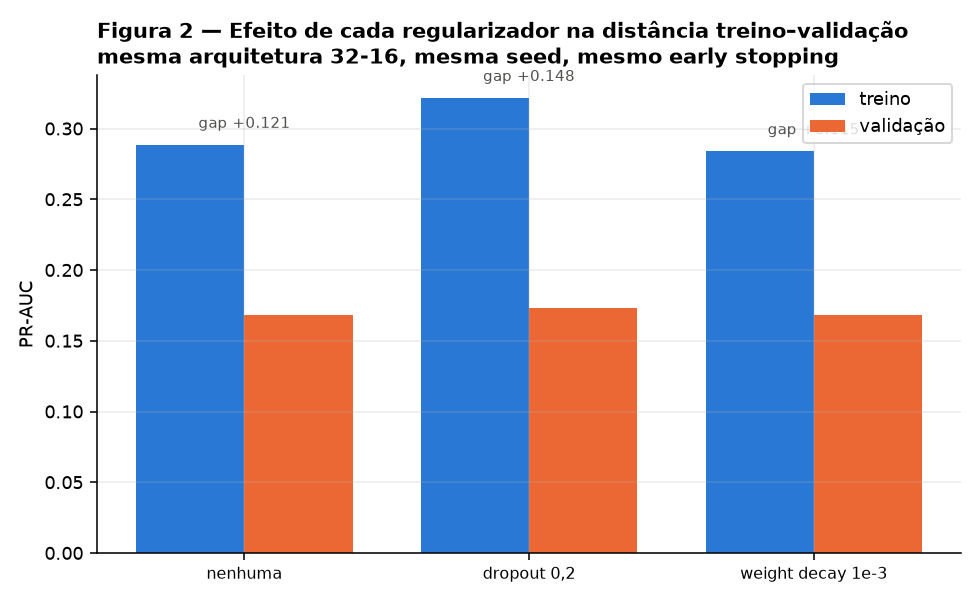 Figura 2 — Efeito de cada regularizador na distância treino–validação
mesma arquitetura 32-16, mesma seed, mesmo early stopping
gap +0.148
gap +0.121
gap
treino
validação
PR-AUC
0.30
0.25
0.20
0.15
0.10
0.05
0.00
nenhuma
dropout 0,2
weight decay 1e-3